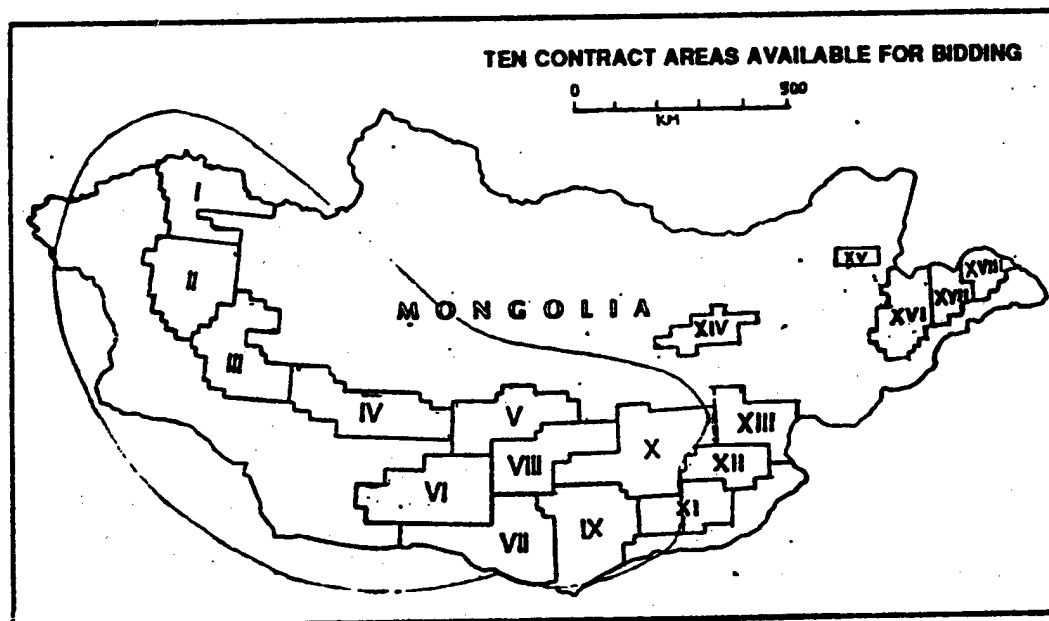 TEN CONTRACT AREAS AVAILABLE FOR BIDDING
0 500
KM
I
II
XV
XVII
MONGOLIA
XIV
XVI
III
IV
V
XIII
X
VIII
XII
VI
XI
IX
VII